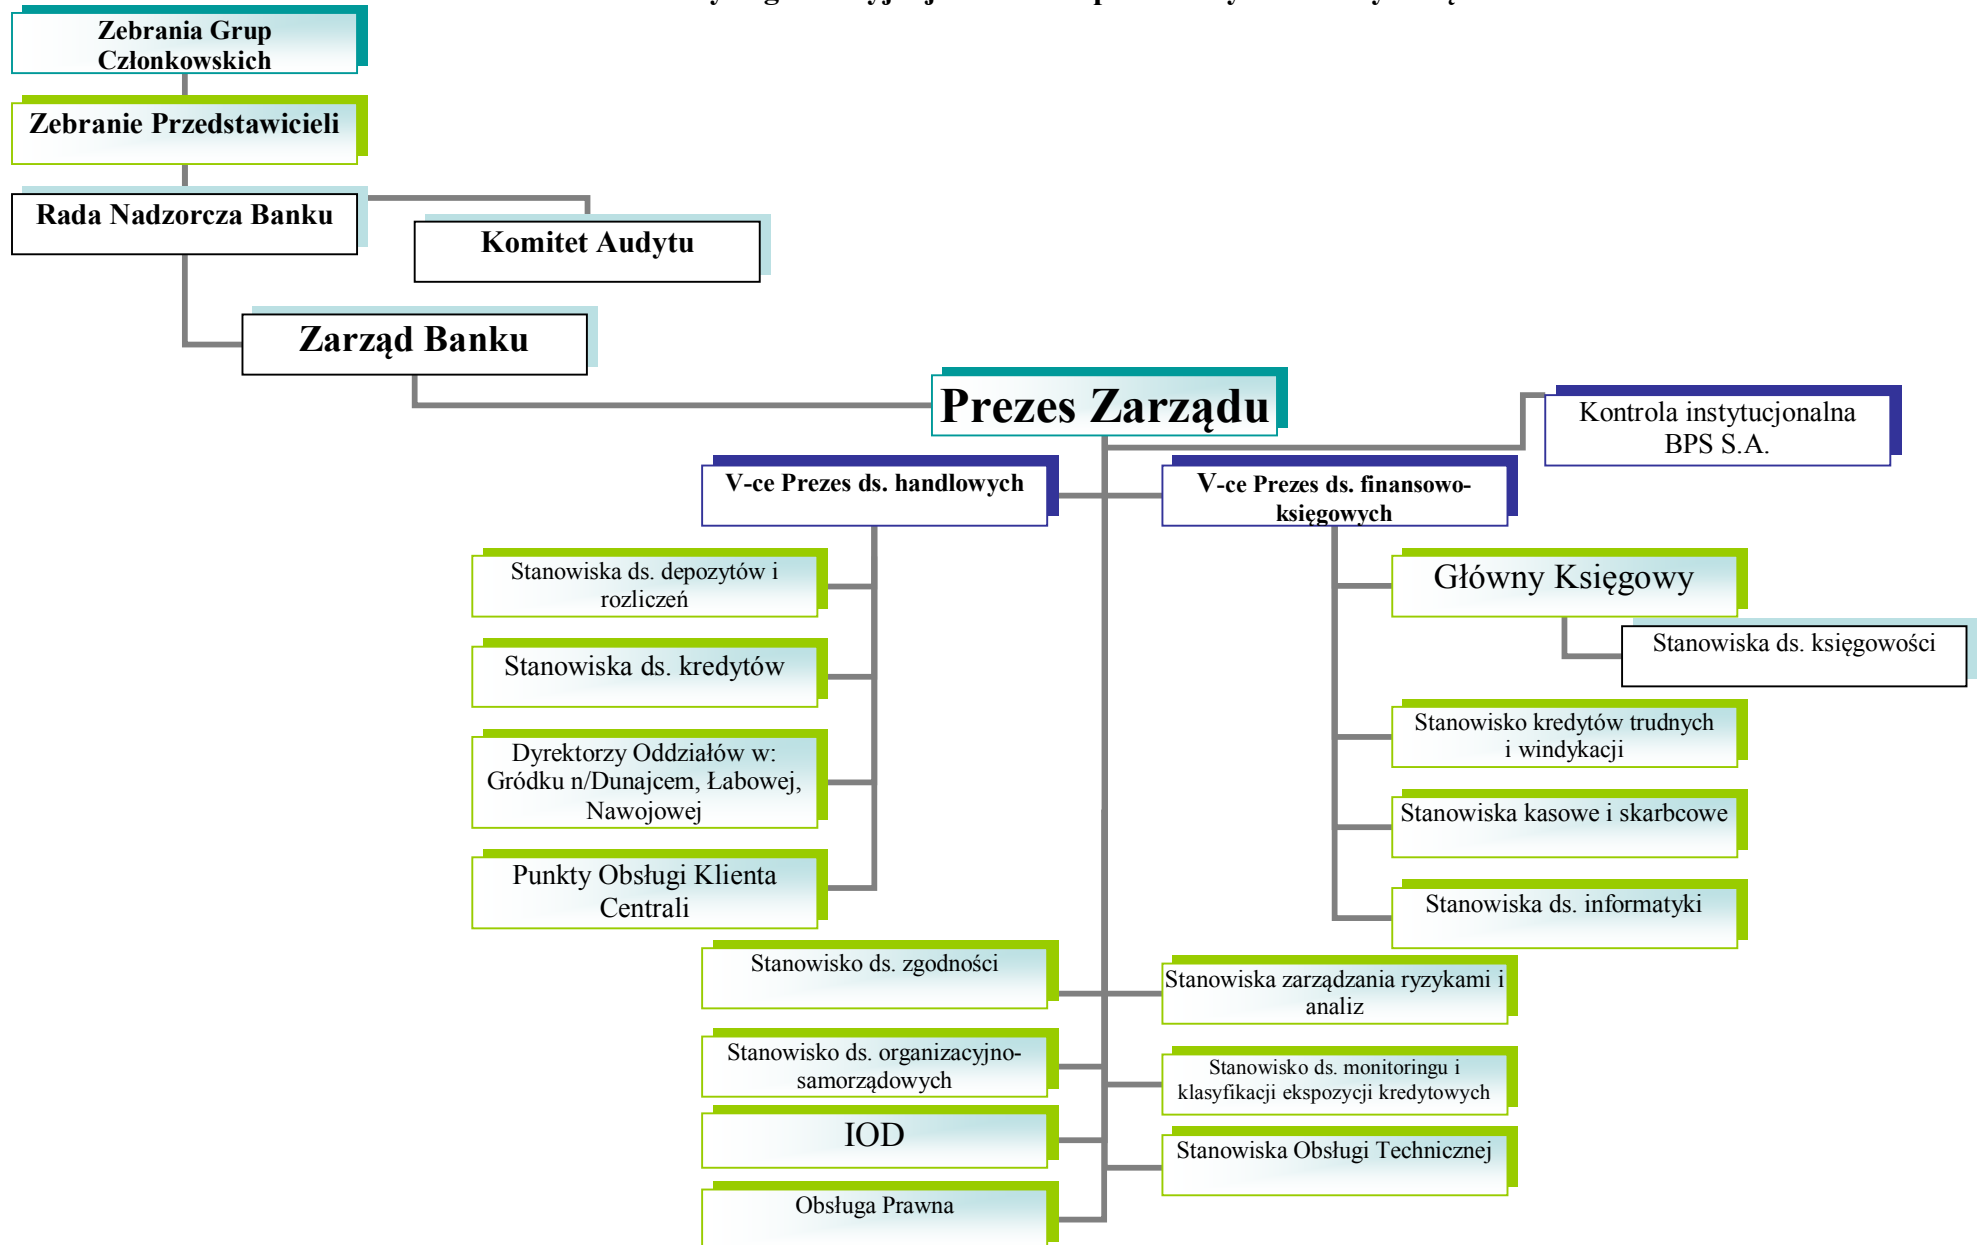 Zebrania Grup
Członkowskich
Zebranie Przedstawicieli
Rada Nadzorcza Banku
Komitet Audytu
Zarząd Banku
Prezes Zarządu
Kontrola instytucjonalna
BPS S.A.
V-ce Prezes ds. handlowych
V-ce Prezes ds. finansowo-
księgowych
Stanowiska ds. depozytów i
rozliczeń
Główny Księgowy
Stanowiska ds. księgowości
Stanowiska ds. kredytów
Stanowisko kredytów trudnych
i windykacji
Dyrektorzy Oddziałów w:
Gródku n/Dunajcem, Łabowej,
Nawojowej
Stanowiska kasowe i skarbcowe
Punkty Obsługi Klienta
Centrali
Stanowiska ds. informatyki
Stanowisko ds. zgodności
Stanowiska zarządzania ryzykami i
analiz
Stanowisko ds. organizacyjno-
samorządowych
Stanowisko ds. monitoringu i
klasyfikacji ekspozycji kredytowych
IOD
Stanowiska Obsługi Technicznej
Obsługa Prawna